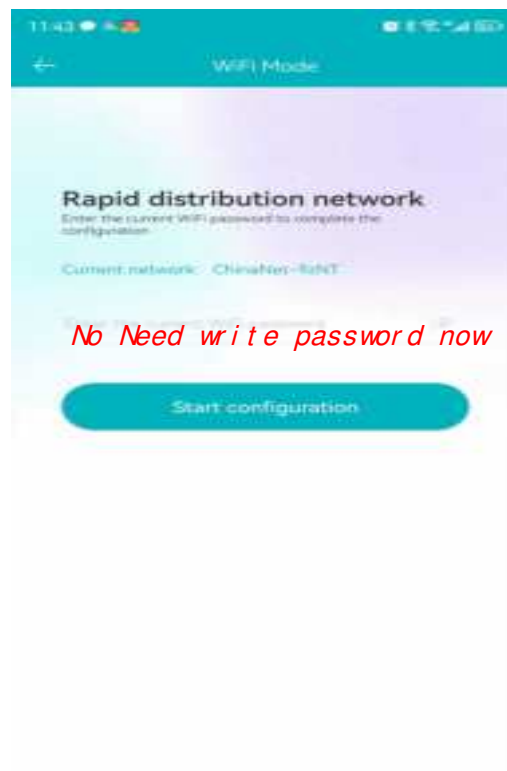 11:43
WiFi Mode
Rapid distribution network
Enter the current WiFi password to complete the
configuration
Current network: ChinaNet-
No Need write password now
Start configuration